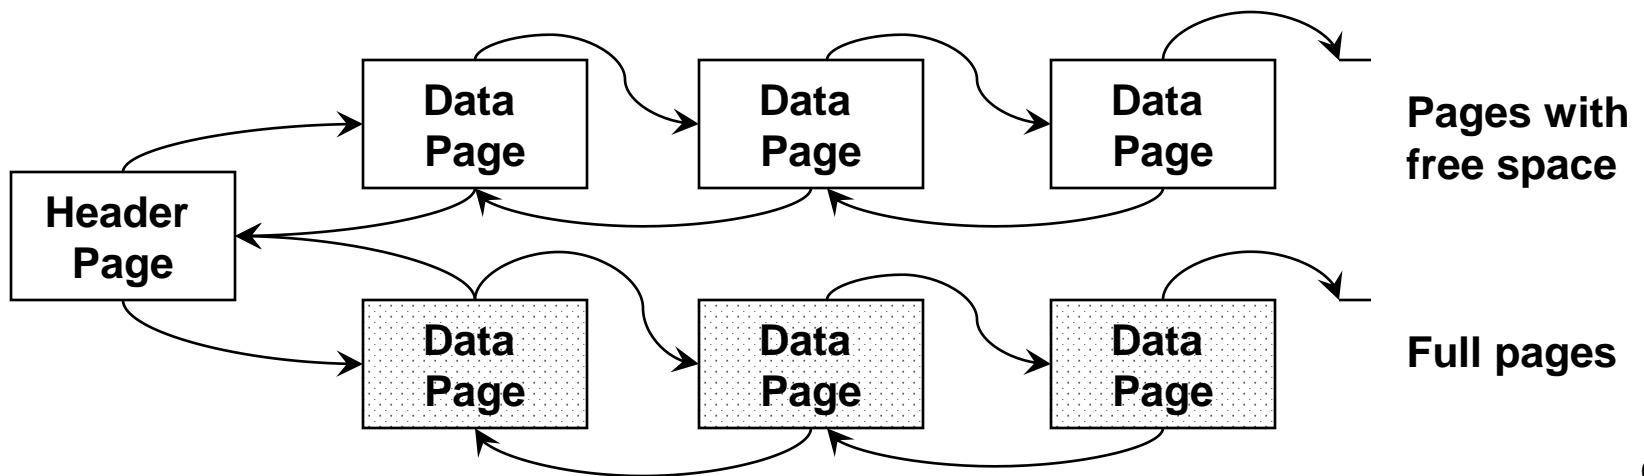 Data
Page
Data
Page
Data
Page
Pages with
free space
Header
Page
Data
Page
Data
Page
Data
Page
Full pages